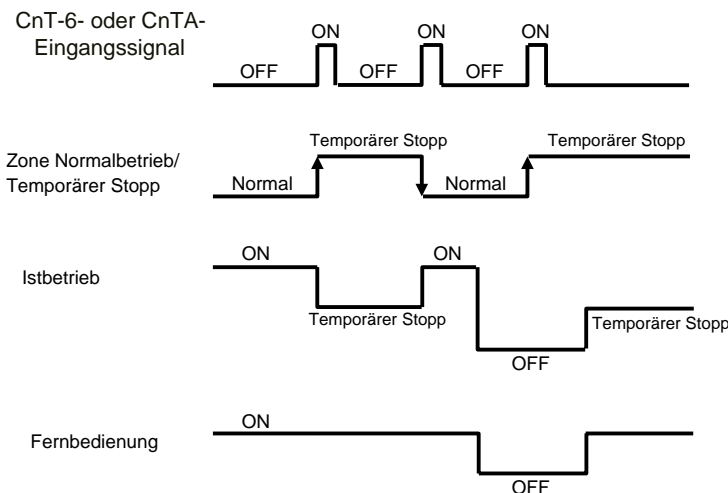 CnT-6- oder CnTA-
Eingangssignal
ON ON ON
OFF OFF OFF
Temporärer Stopp Temporärer Stopp
Zone Normalbetrieb/
Temporärer Stopp
Normal Normal
ON ON
Istbetrieb
Temporärer Stopp Temporärer Stopp
OFF
ON
Fernbedienung
OFF